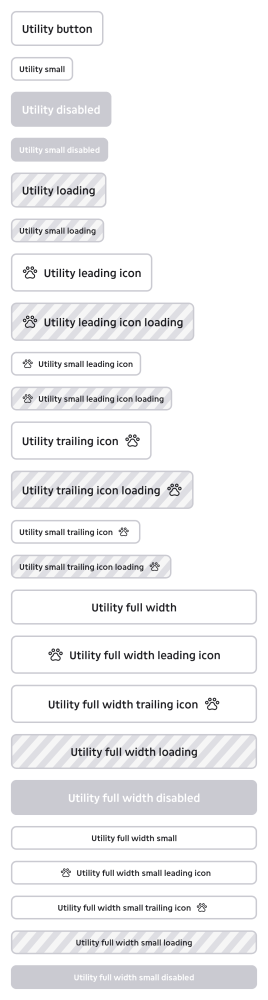 Utility button
Utility small
Utility disabled
Utility small disabled
Utility loading
Utility small loading
Utility leading icon
Utility leading icon loading
Utility small leading icon
Utility small leading icon loading
Utility trailing icon
Utility trailing icon loading
Utility small trailing icon
Utility small trailing icon loading
Utility full width
Utility full width leading icon
Utility full width trailing icon
Utility full width loading
Utility full width disabled
Utility full width small
Utility full width small leading icon
Utility full width small trailing icon
Utility full width small loading
Utility full width small disabled